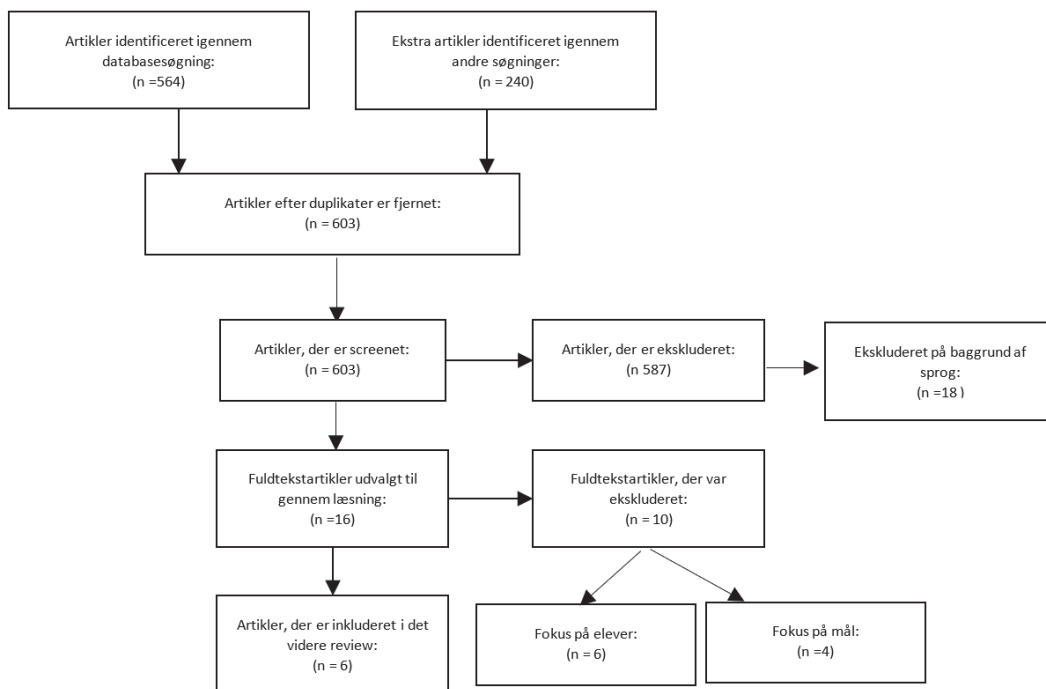 Artikler identificeret igennem
databasesøgning:
(n =564)
Ekstra artikler identificeret igennem
andre søgninger:
(n = 240)
Artikler efter duplikater er fjernet:
(n = 603)
Artikler, der er screenet:
(n = 603)
Artikler, der er ekskluderet:
(n 587)
Ekskluderet på baggrund af
sprog:
(n =18 )
Fuldtekstartikler udvalgt til
gennem læsning:
(n =16)
Fuldtekstartikler, der var
ekskluderet:
(n = 10)
Artikler, der er inkluderet i det
videre review:
(n = 6)
Fokus på elever:
(n = 6)
Fokus på mål:
(n =4)